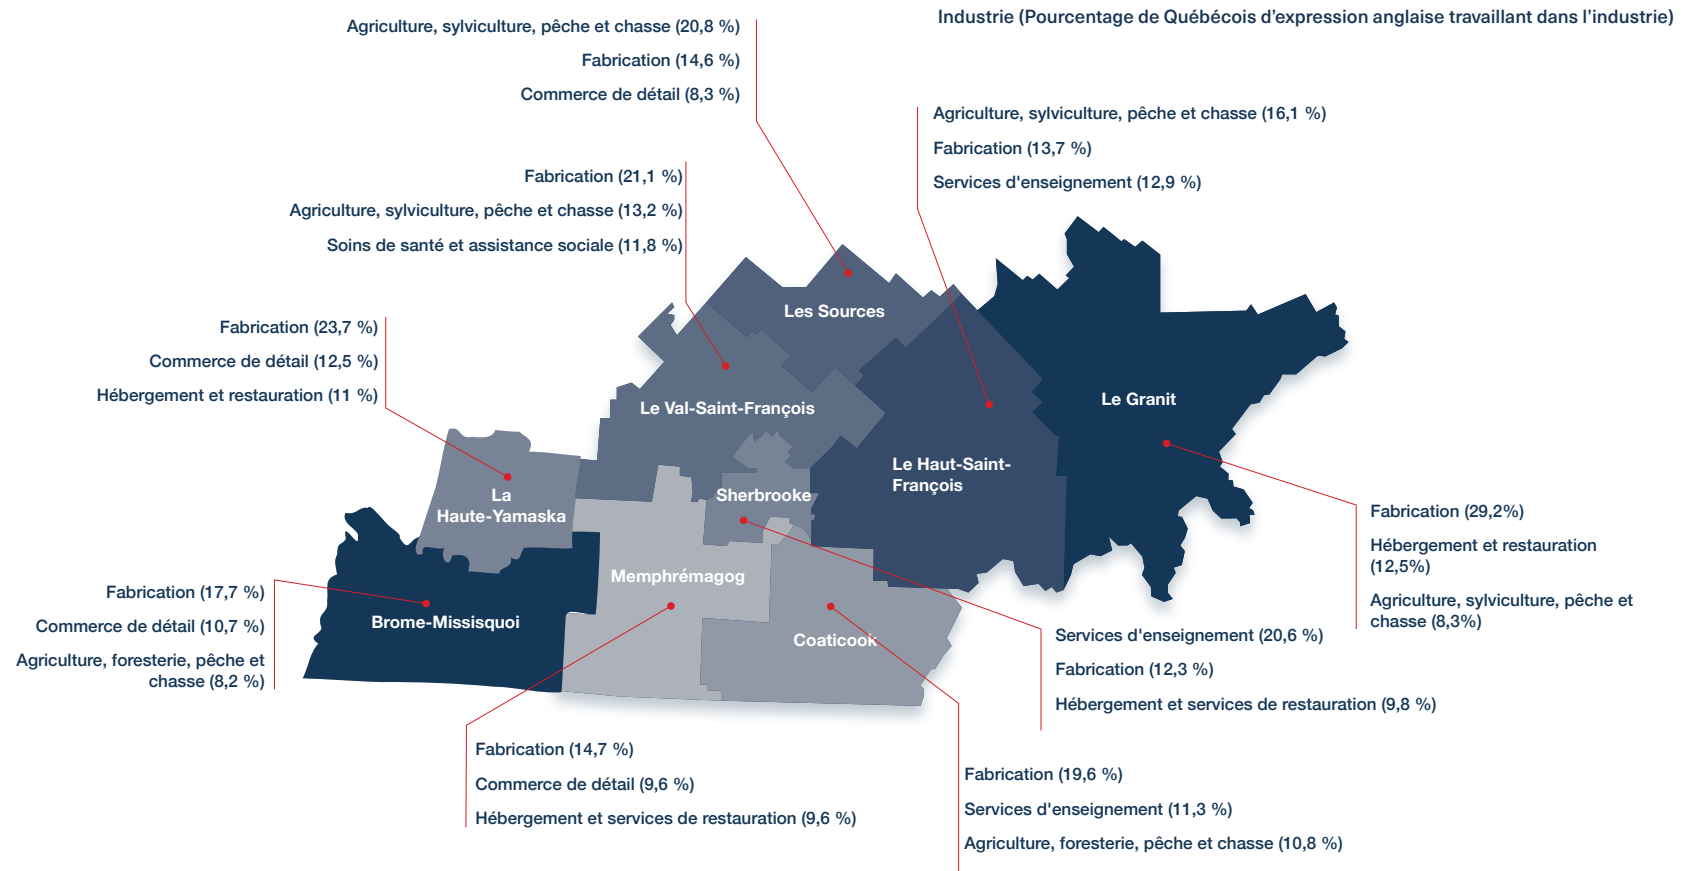 Industrie (Pourcentage de Québécois d'expression anglaise travaillant dans l'industrie)
Agriculture, sylviculture, pêche et chasse (20,8 %)
Fabrication (14,6 %)
Commerce de détail (8,3 %)
Agriculture, sylviculture, pêche et chasse (16,1 %)
Fabrication (13,7 %)
Services d'enseignement (12,9 %)
Fabrication (21,1 %)
Agriculture, sylviculture, pêche et chasse (13,2 %)
Soins de santé et assistance sociale (11,8 %)
Fabrication (23,7 %)
Commerce de détail (12,5 %)
Hébergement et restauration (11 %)
Les Sources
Le Val-Saint-François
Le Granit
Le Haut-Saint-
François
Sherbrooke
La
Haute-Yamaska
Memphrémagog
Brome-Missisquoi
Coaticook
Fabrication (29,2%)
Hébergement et restauration
(12,5%)
Agriculture, sylviculture, pêche et
chasse (8,3%)
Fabrication (17,7 %)
Commerce de détail (10,7 %)
Agriculture, foresterie, pêche et
chasse (8,2 %)
Services d'enseignement (20,6 %)
Fabrication (12,3 %)
Hébergement et services de restauration (9,8 %)
Fabrication (14,7 %)
Commerce de détail (9,6 %)
Hébergement et services de restauration (9,6 %)
Fabrication (19,6 %)
Services d'enseignement (11,3 %)
Agriculture, foresterie, pêche et chasse (10,8 %)